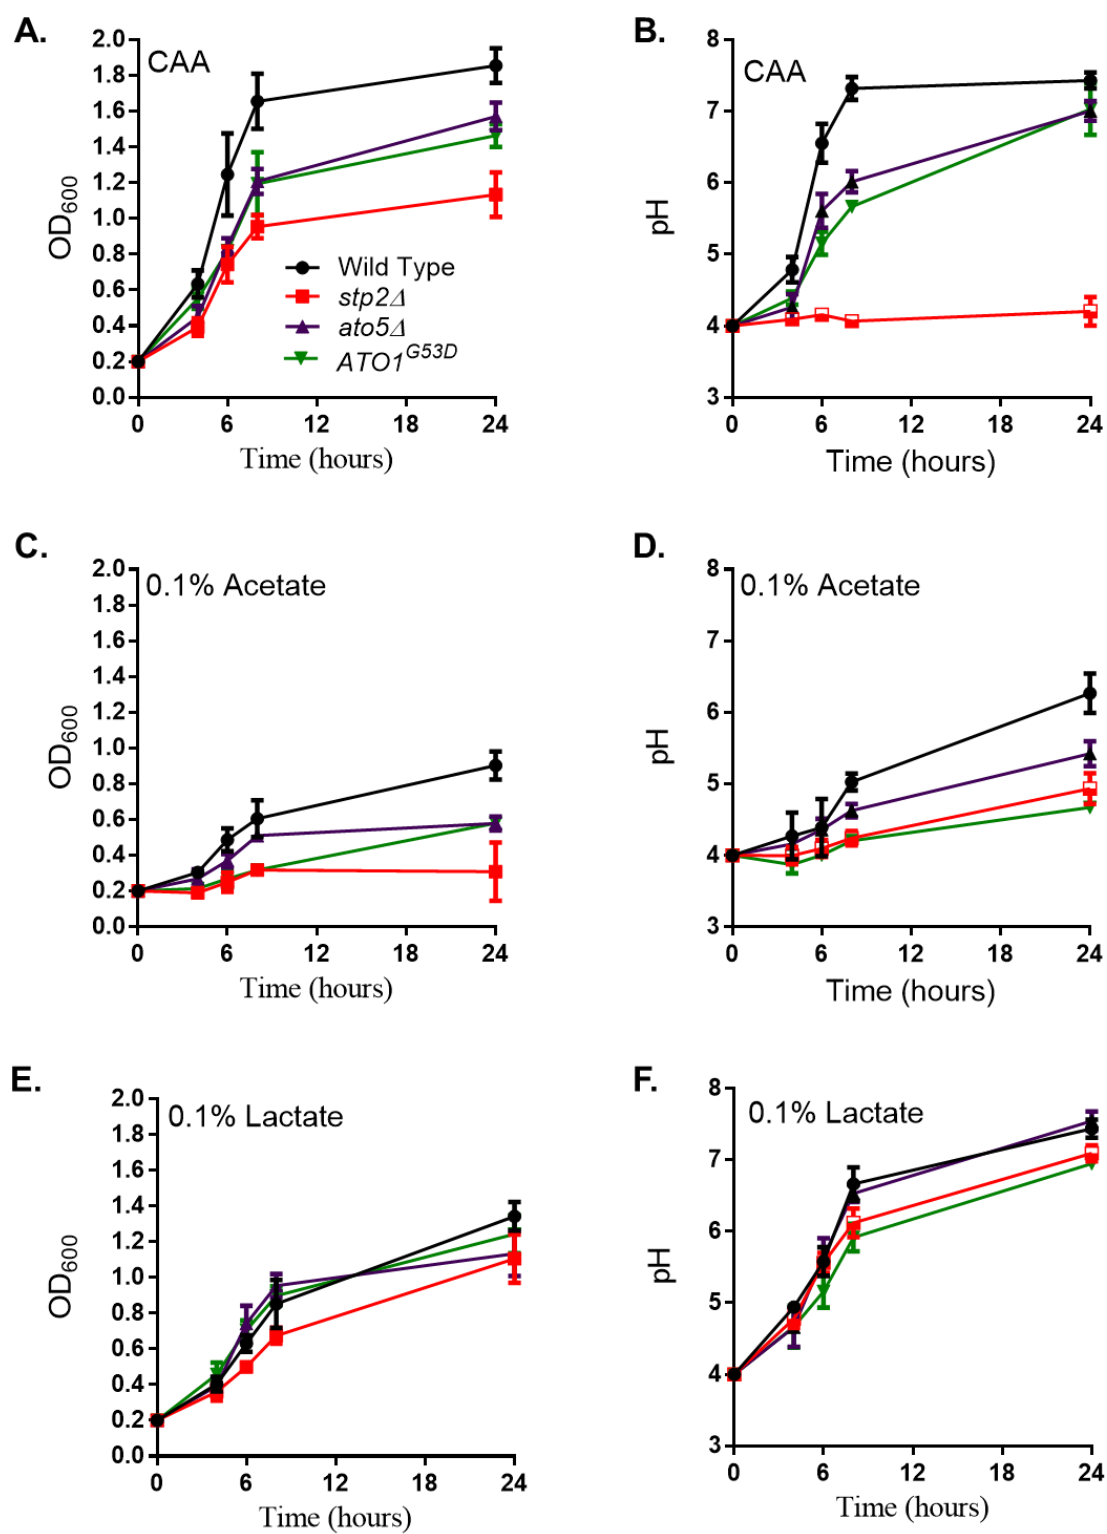 A.
CAA
2.0
1.8
1.6
1.4
1.2
1.0
0.8
0.6
0.4
0.2
0.0
OD600
Wild Type
stp2Δ
ato5Δ
ATO1G53D
0 6 12 18 24
Time (hours)
B.
CAA
8
7
6
5
4
3
pH
0 6 12 18 24
Time (hours)
C.
0.1% Acetate
2.0
1.8
1.6
1.4
1.2
1.0
0.8
0.6
0.4
0.2
0.0
OD600
0 6 12 18 24
Time (hours)
D.
0.1% Acetate
8
7
6
5
4
3
pH
0 6 12 18 24
Time (hours)
E.
0.1% Lactate
2.0
1.8
1.6
1.4
1.2
1.0
0.8
0.6
0.4
0.2
0.0
OD600
0 6 12 18 24
Time (hours)
F.
0.1% Lactate
8
7
6
5
4
3
pH
0 6 12 18 24
Time (hours)